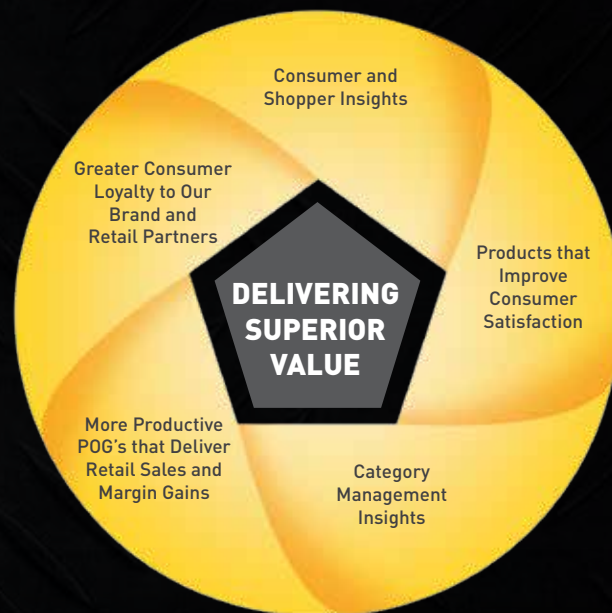 Consumer and
Shopper Insights
Products that
Improve
Consumer
Satisfaction
Category
Management
Insights
More Productive
POG's that Deliver
Retail Sales and
Margin Gains
Greater Consumer
Loyalty to Our
Brand and
Retail Partners
DELIVERING
SUPERIOR
VALUE